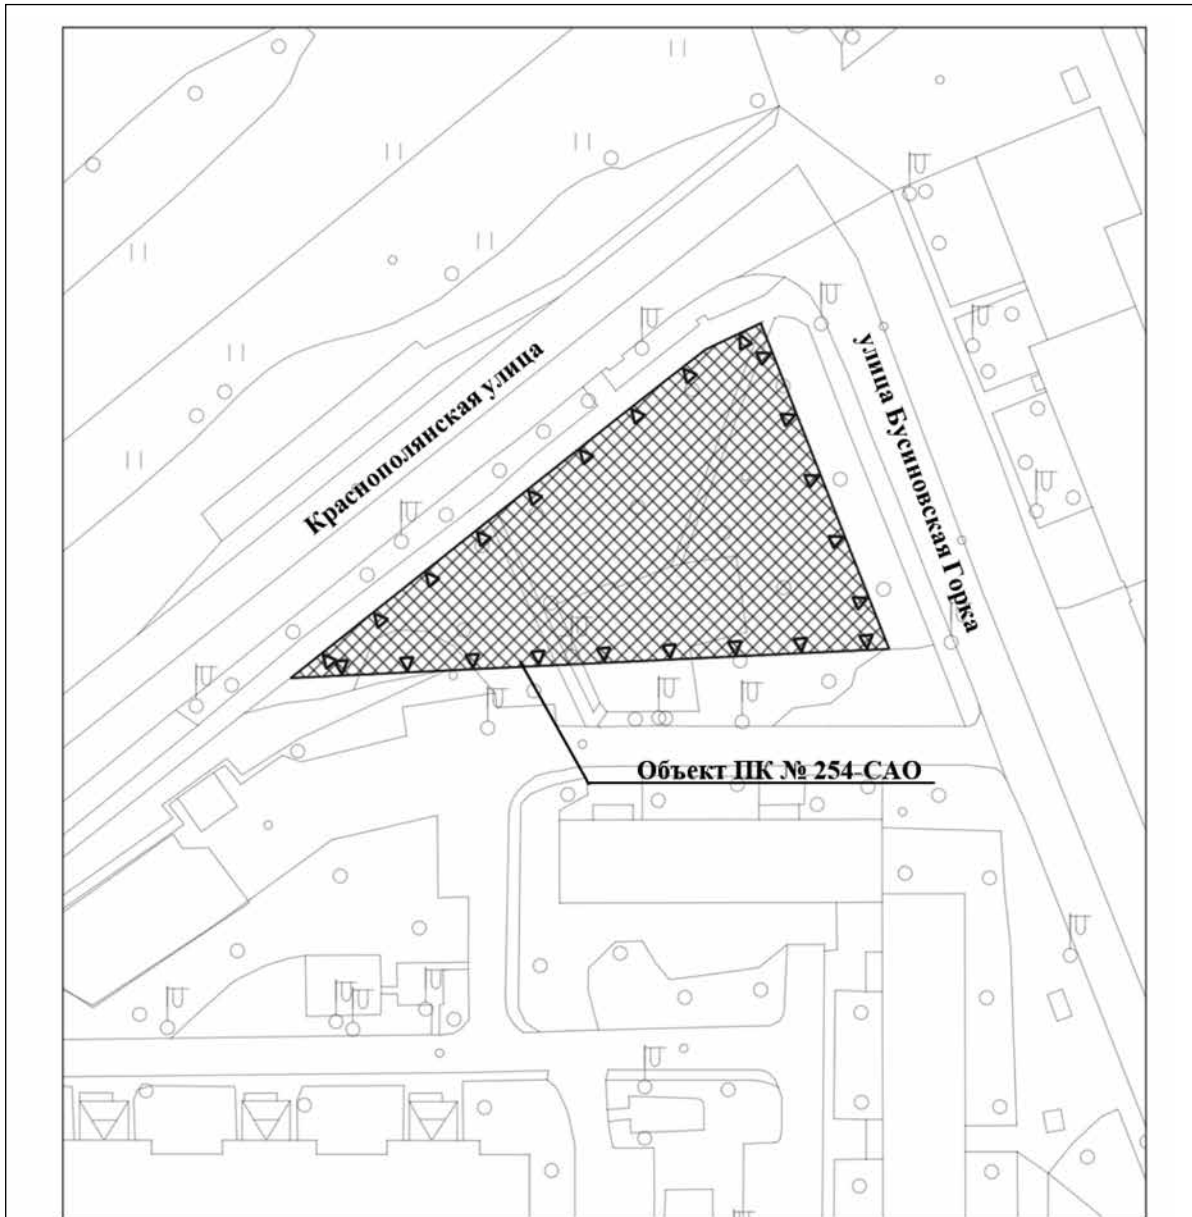 Краснополянская улица
улица Бусиновская Горка
Объект ПК № 254-САО